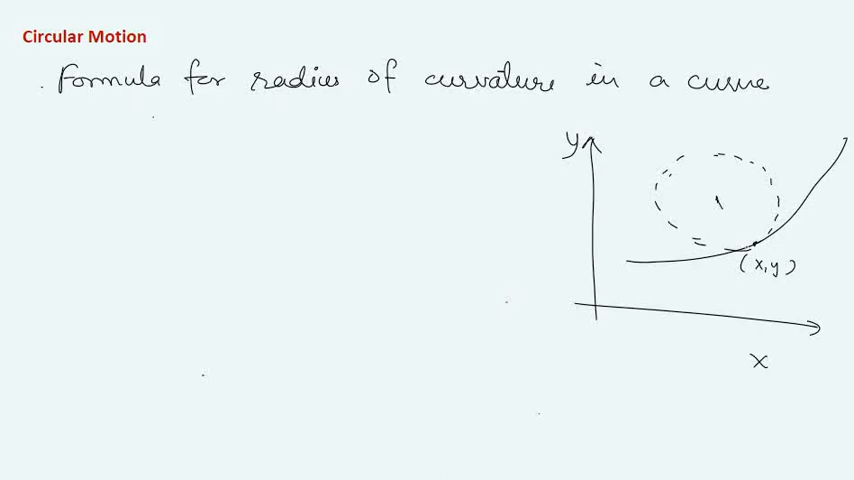 Circular Motion
. Formula for radius of curvature in a curve
y
(x,y)
x